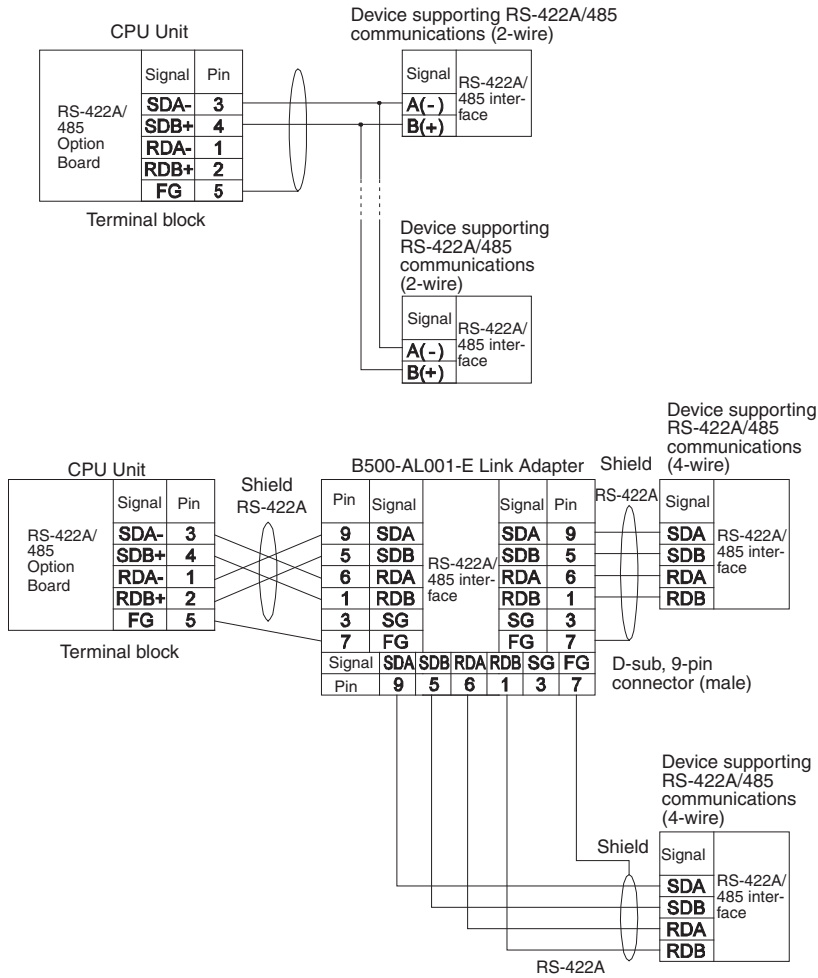 CPU Unit
Device supporting RS-422A/485
communications (2-wire)
RS-422A/
485
Option
Board
Signal Pin
SDA- 3
SDB+ 4
RDA- 1
RDB+ 2
FG 5
Terminal block
Signal
A(-)
B(+)
RS-422A/
485 inter-
face
Device supporting
RS-422A/485
communications
(2-wire)
Signal
A(-)
B(+)
RS-422A/
485 inter-
face
CPU Unit
RS-422A/
485
Option
Board
Signal Pin
SDA- 3
SDB+ 4
RDA- 1
RDB+ 2
FG 5
Terminal block
Shield
RS-422A
B500-AL001-E Link Adapter
Pin Signal
9 SDA
5 SDB
6 RDA
1 RDB
3 SG
7 FG
RS-422A/
485 inter-
face
Signal Pin
SDA 9
SDB 5
RDA 6
RDB 1
SG 3
FG 7
Signal SDA SDB RDA RDB SG FG
Pin 9 5 6 1 3 7
D-sub, 9-pin
connector (male)
Shield
RS-422A
Device supporting
RS-422A/485
communications
(4-wire)
Signal
SDA
SDB
RDA
RDB
RS-422A/
485 inter-
face
Device supporting
RS-422A/485
communications
(4-wire)
Shield
RS-422A
Signal
SDA
SDB
RDA
RDB
RS-422A/
485 inter-
face